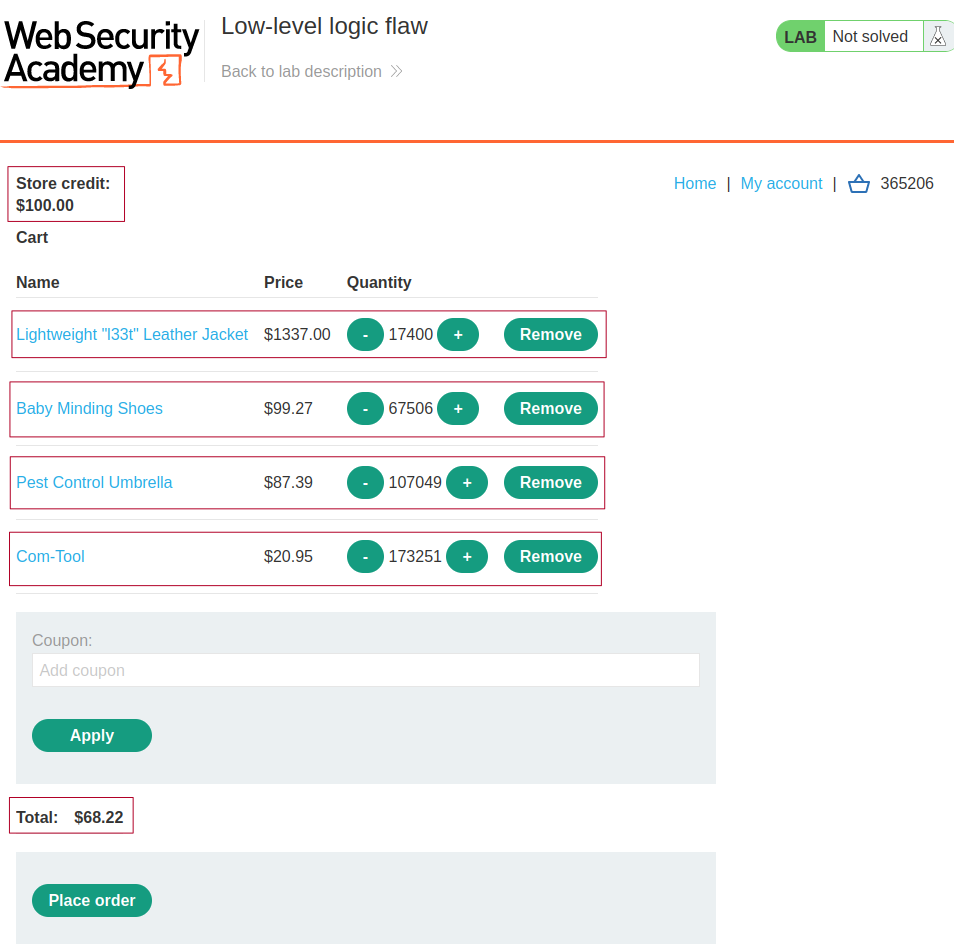 Web Security
Academy
Low-level logic flaw
Back to lab description
LAB Not solved
Store credit:
$100.00
Home | My account | 365206
Cart
Name Price Quantity
Lightweight "l33t" Leather Jacket $1337.00 - 17400 + Remove
Baby Minding Shoes $99.27 - 67506 + Remove
Pest Control Umbrella $87.39 - 107049 + Remove
Com-Tool $20.95 - 173251 + Remove
Coupon:
Add coupon
Apply
Total: $68.22
Place order